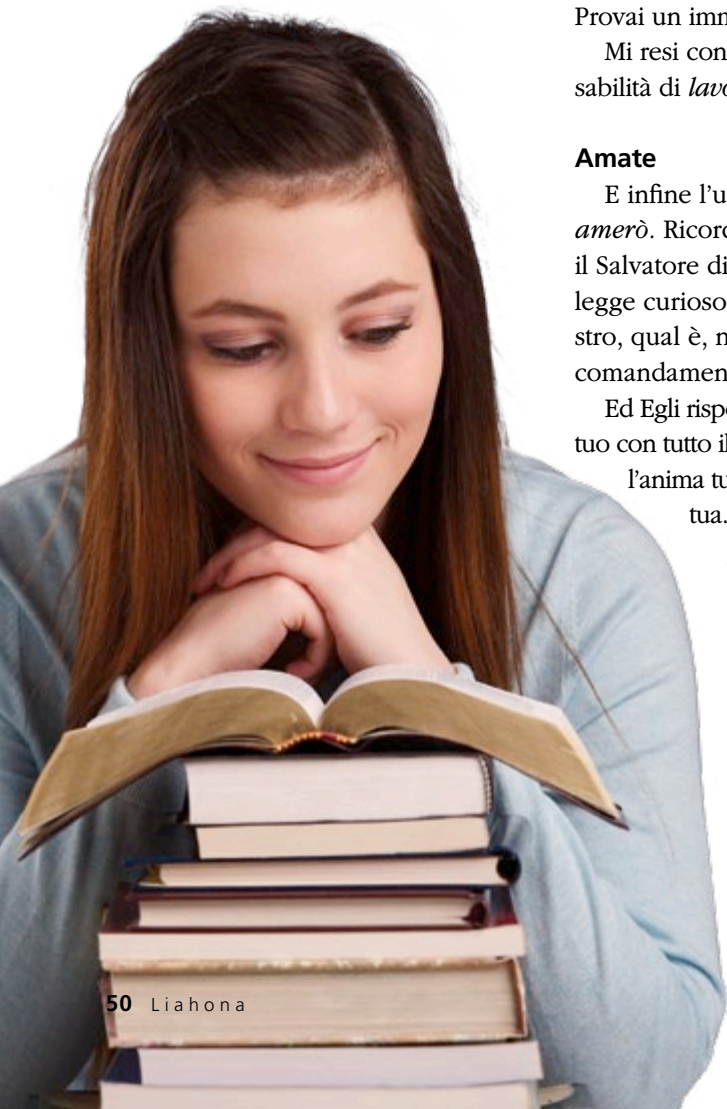 Provai un imm
Mi resi con
sabilità di lavo
Amate
E infine l’u
amerò. Ricord
il Salvatore di
legge curioso
stro, qual è, n
comandamen
Ed Egli rispo
tuo con tutto il
l’anima tu
tua.
50 Liahona